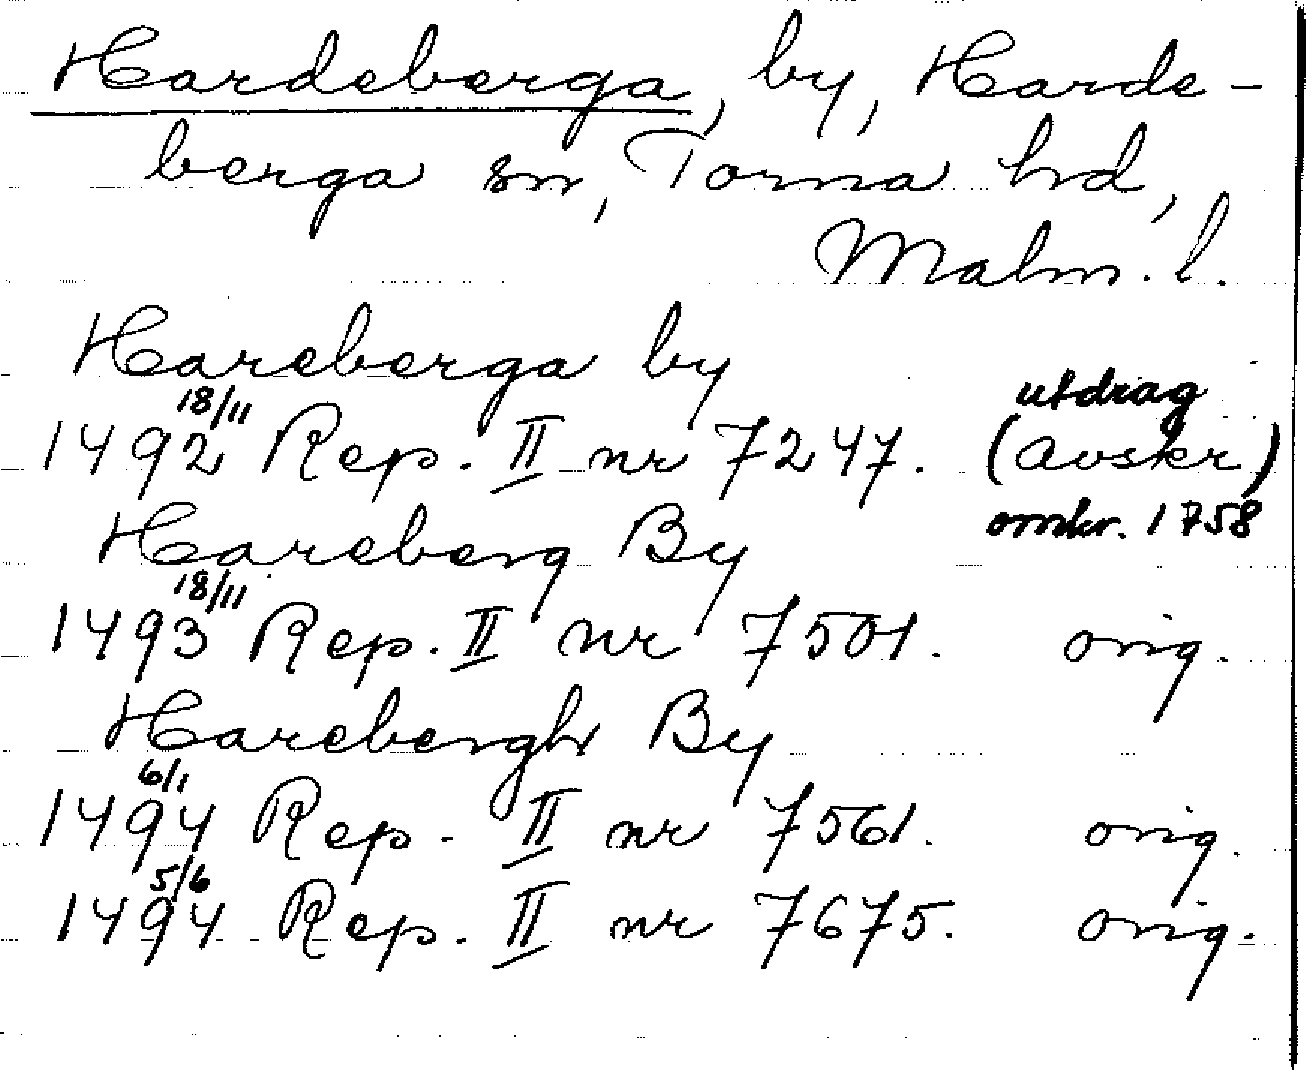 Hardeberga, by, Harde-
berga sn, Torna hd,
Malm. l.
Hareberga by
18/11 utdrag
1492 Rep. II nr 7247. (avskr)
omkr. 1758
Hareberg By
18/11
1493 Rep. II nr 7501. orig.
Harebergh By
6/1
1494 Rep. II nr 7561. orig.
5/6
1494 Rep. II nr 7675. orig.